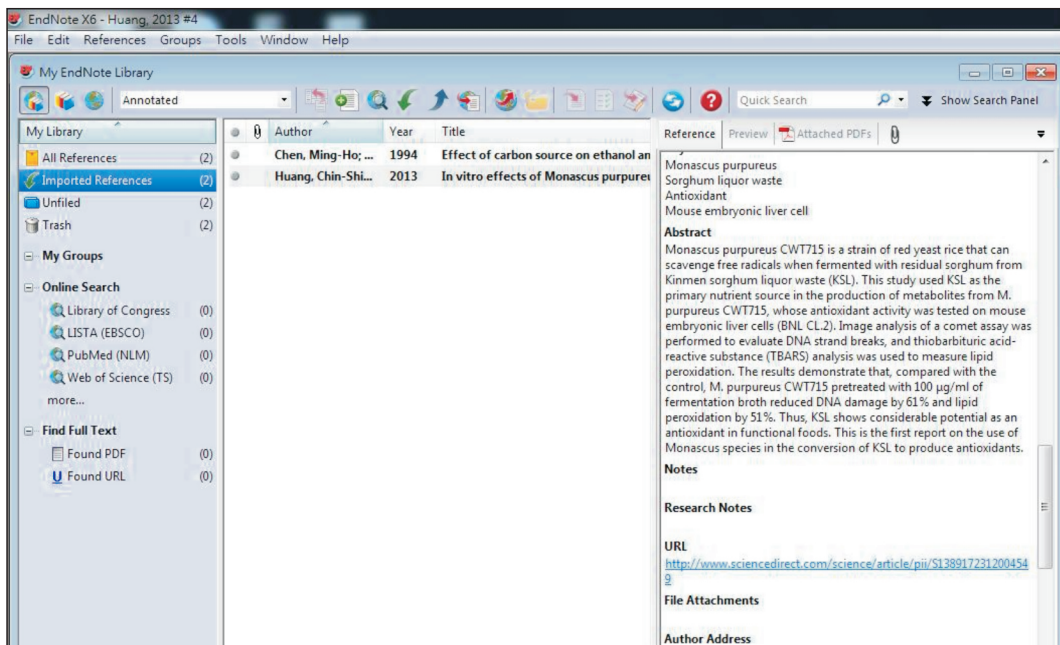 EndNote X6 - Huang, 2013 #4
File Edit References Groups Tools Window Help
My EndNote Library
Annotated
Quick Search
Show Search Panel
My Library
All References (2)
Imported References (2)
Unfiled (2)
Trash (2)
My Groups
Online Search
Library of Congress (0)
LISTA (EBSCO) (0)
PubMed (NLM) (0)
Web of Science (TS) (0)
more...
Find Full Text
Found PDF (0)
Found URL (0)
Author Year Title
Chen, Ming-Ho; ... 1994 Effect of carbon source on ethanol an
Huang, Chin-Shi... 2013 In vitro effects of Monascus purpureu
Reference Preview Attached PDFs
Monascus purpureus
Sorghum liquor waste
Antioxidant
Mouse embryonic liver cell
Abstract
Monascus purpureus CWT715 is a strain of red yeast rice that can
scavenge free radicals when fermented with residual sorghum from
Kinmen sorghum liquor waste (KSL). This study used KSL as the
primary nutrient source in the production of metabolites from M.
purpureus CWT715, whose antioxidant activity was tested on mouse
embryonic liver cells (BNL CL.2). Image analysis of a comet assay was
performed to evaluate DNA strand breaks, and thiobarbituric acid-
reactive substance (TBARS) analysis was used to measure lipid
peroxidation. The results demonstrate that, compared with the
control, M. purpureus CWT715 pretreated with 100 μg/ml of
fermentation broth reduced DNA damage by 61% and lipid
peroxidation by 51%. Thus, KSL shows considerable potential as an
antioxidant in functional foods. This is the first report on the use of
Monascus species in the conversion of KSL to produce antioxidants.
Notes
Research Notes
URL
http://www.sciencedirect.com/science/article/pii/S138917231200454
9
File Attachments
Author Address